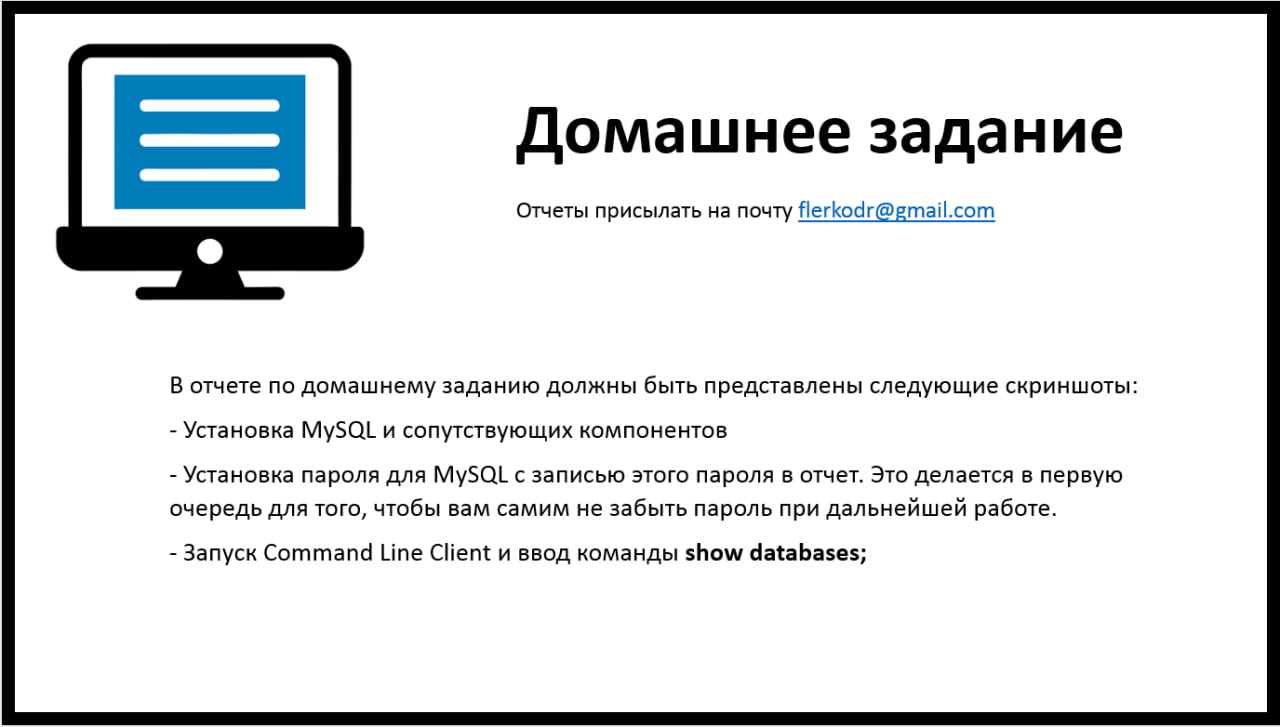 Домашнее задание
Отчеты присылать на почту flerkodr@gmail.com
В отчете по домашнему заданию должны быть представлены следующие скриншоты:
- Установка MySQL и сопутствующих компонентов
- Установка пароля для MySQL с записью этого пароля в отчет. Это делается в первую
очередь для того, чтобы вам самим не забыть пароль при дальнейшей работе.
- Запуск Command Line Client и ввод команды show databases;